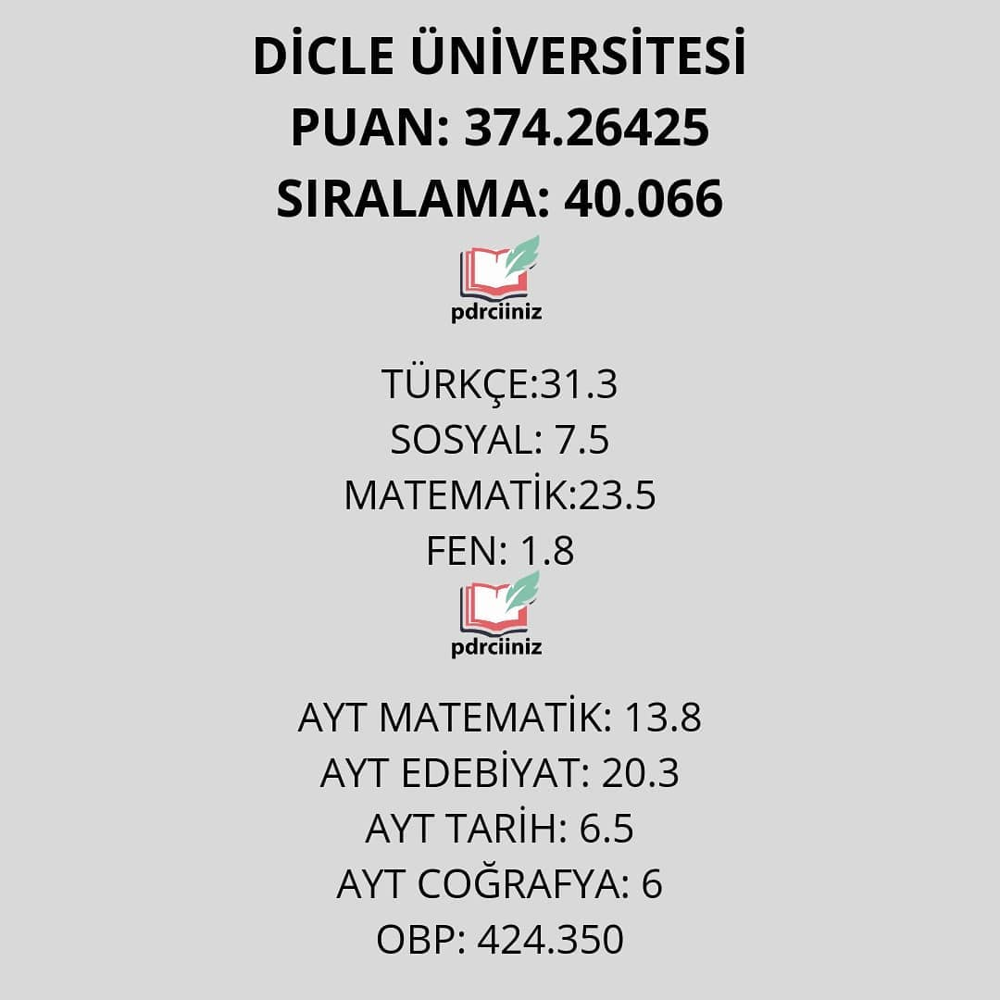 DİCLE ÜNİVERSİTESİ
PUAN: 374.26425
SIRALAMA: 40.066
pdrciiniz
TÜRKÇE:31.3
SOSYAL: 7.5
MATEMATİK:23.5
FEN: 1.8
pdrciiniz
AYT MATEMATİK: 13.8
AYT EDEBİYAT: 20.3
AYT TARİH: 6.5
AYT COĞRAFYA: 6
OBP: 424.350